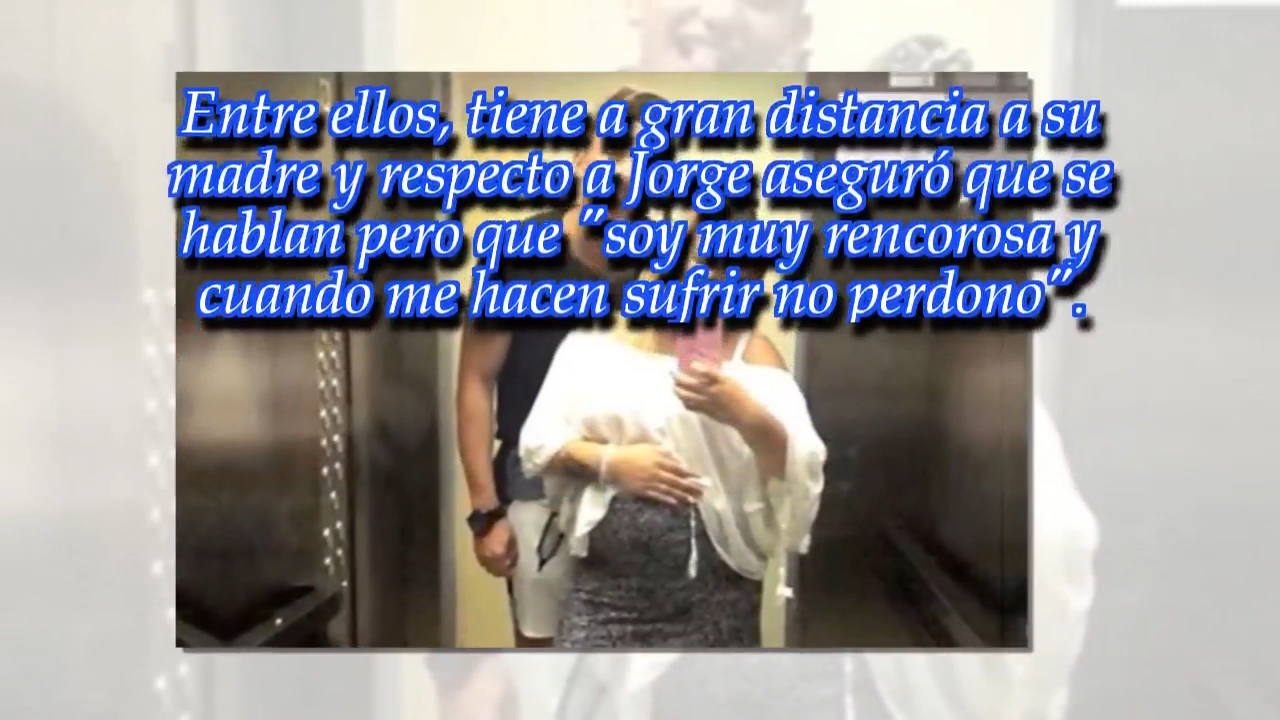 Entre ellos, tiene a gran distancia a su
madre y respecto a Jorge aseguró que se
hablan pero que "soy muy rencorosa y
cuando me hacen sufrir no perdono".